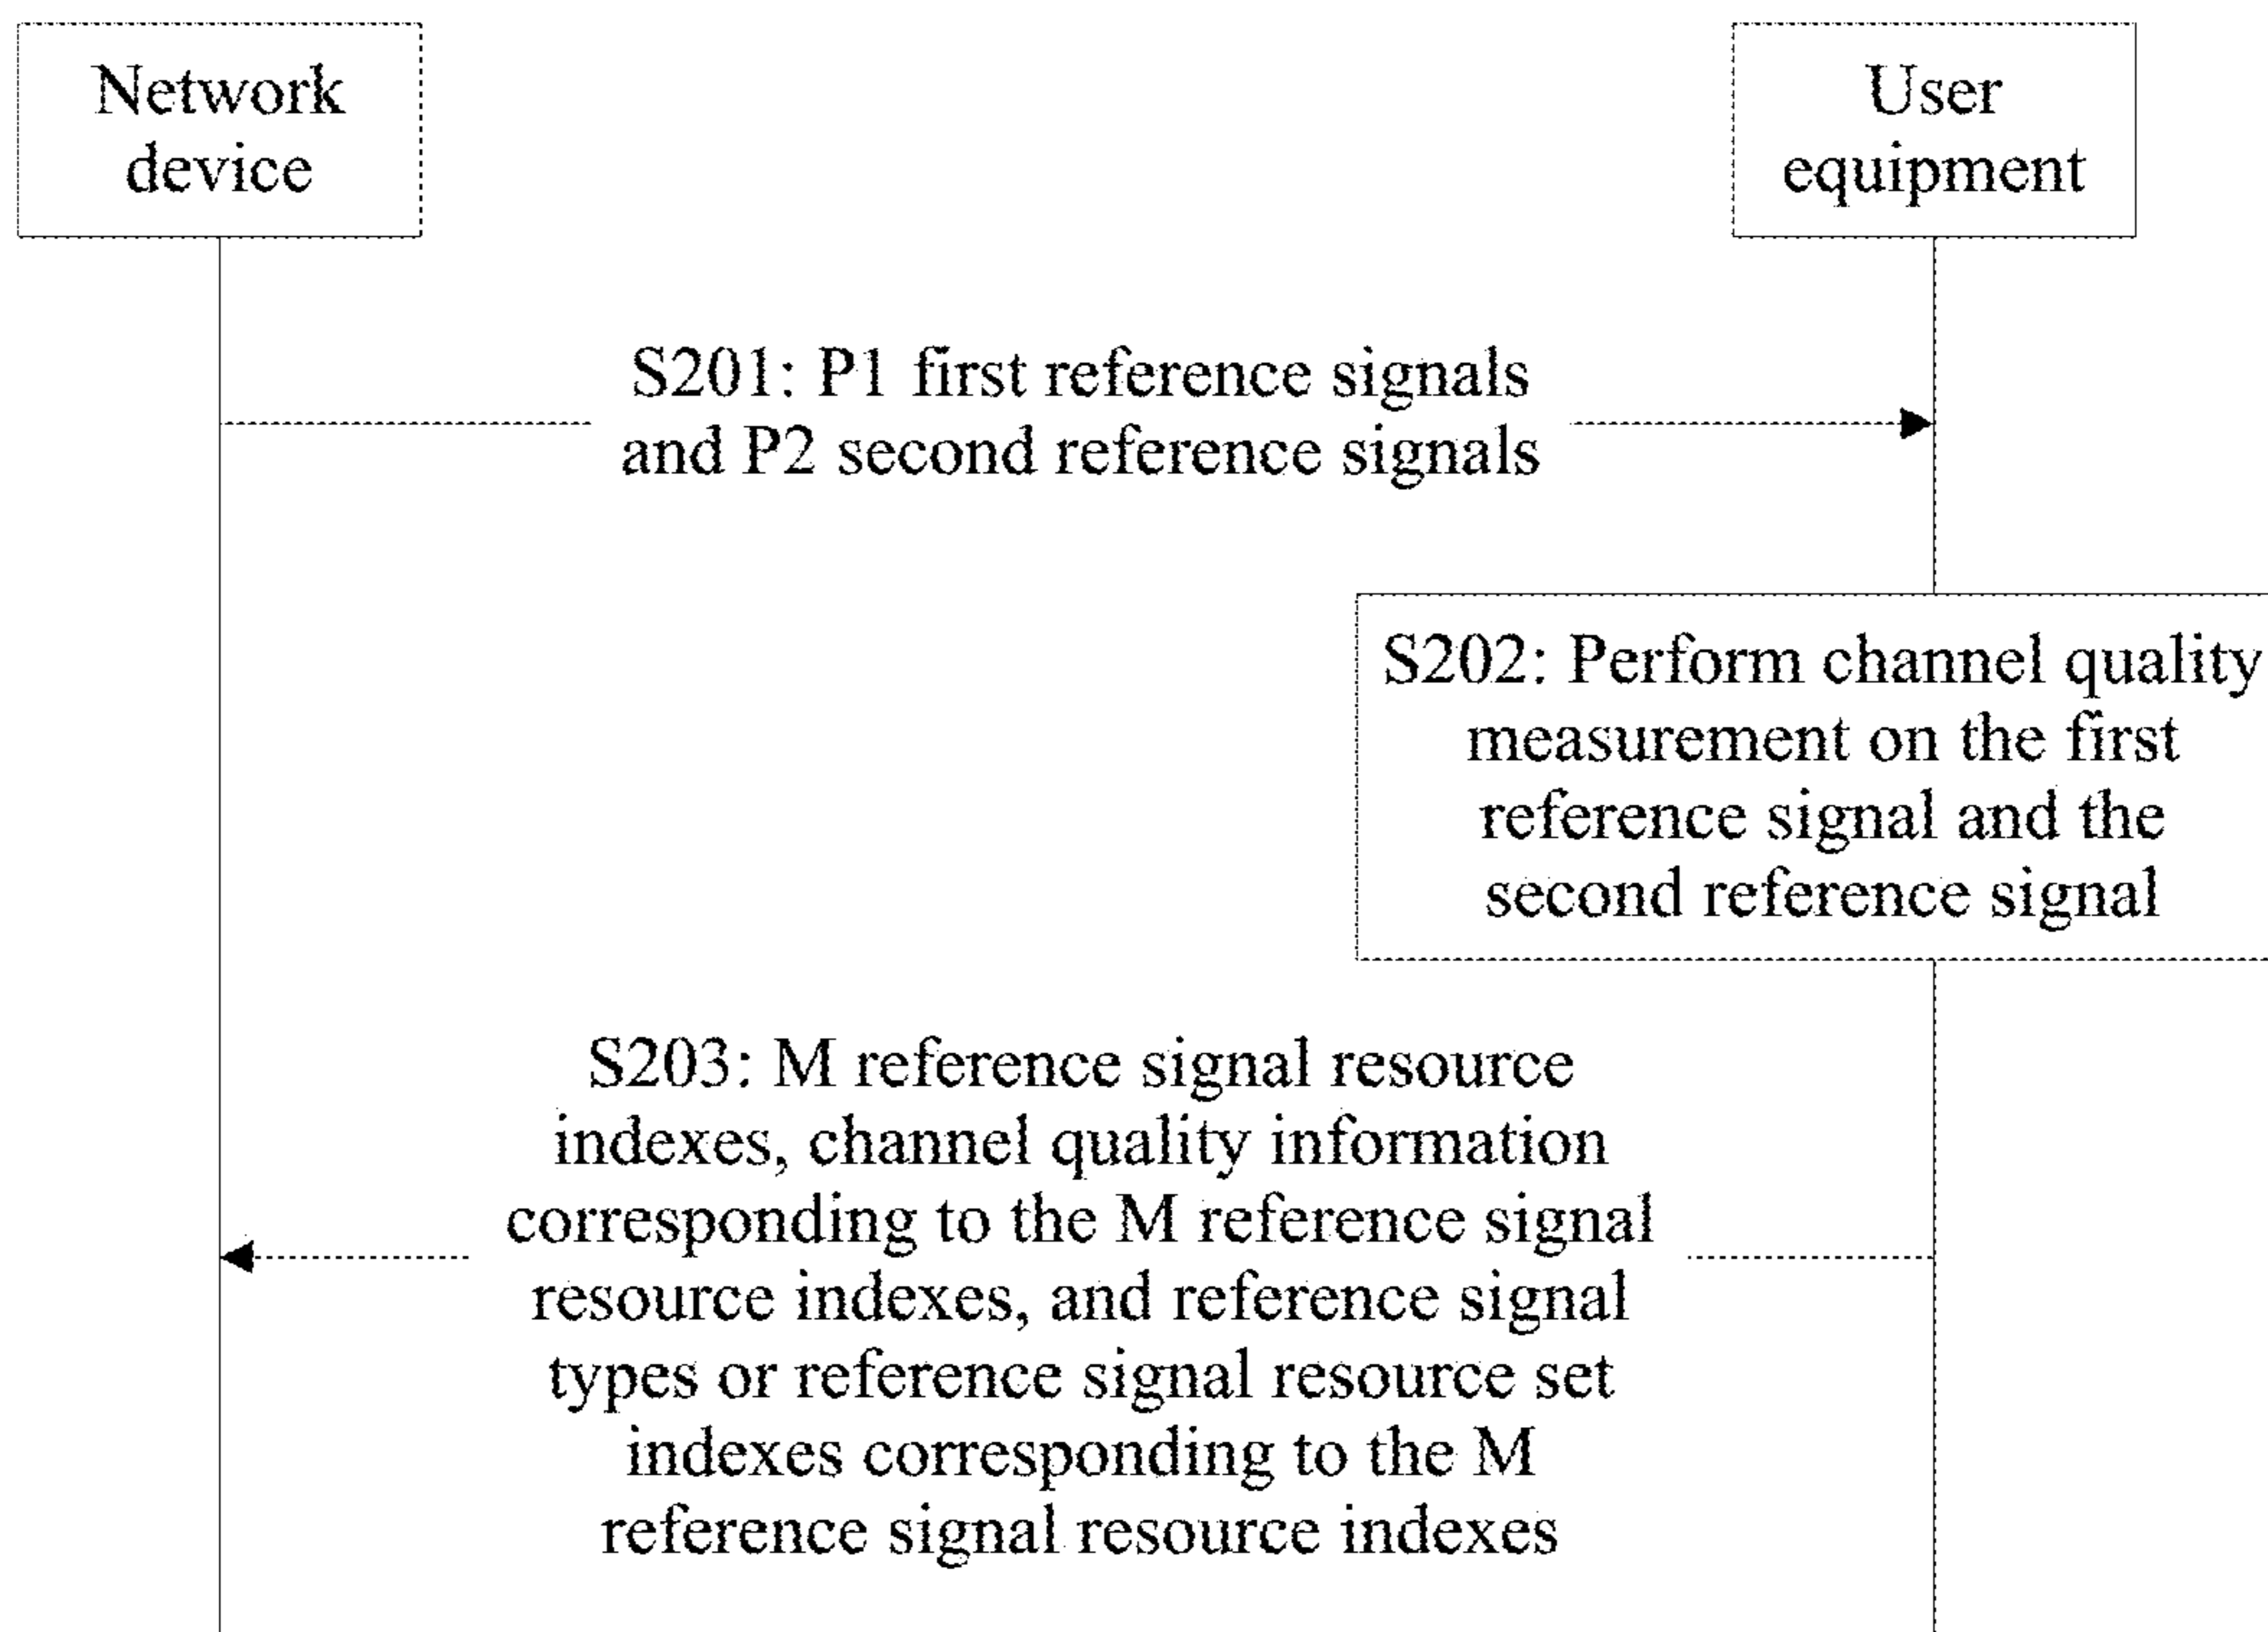 Network
device
User
equipment
S201: P1 first reference signals
and P2 second reference signals
S202: Perform channel quality
measurement on the first
reference signal and the
second reference signal
S203: M reference signal resource
indexes, channel quality information
corresponding to the M reference signal
resource indexes, and reference signal
types or reference signal resource set
indexes corresponding to the M
reference signal resource indexes